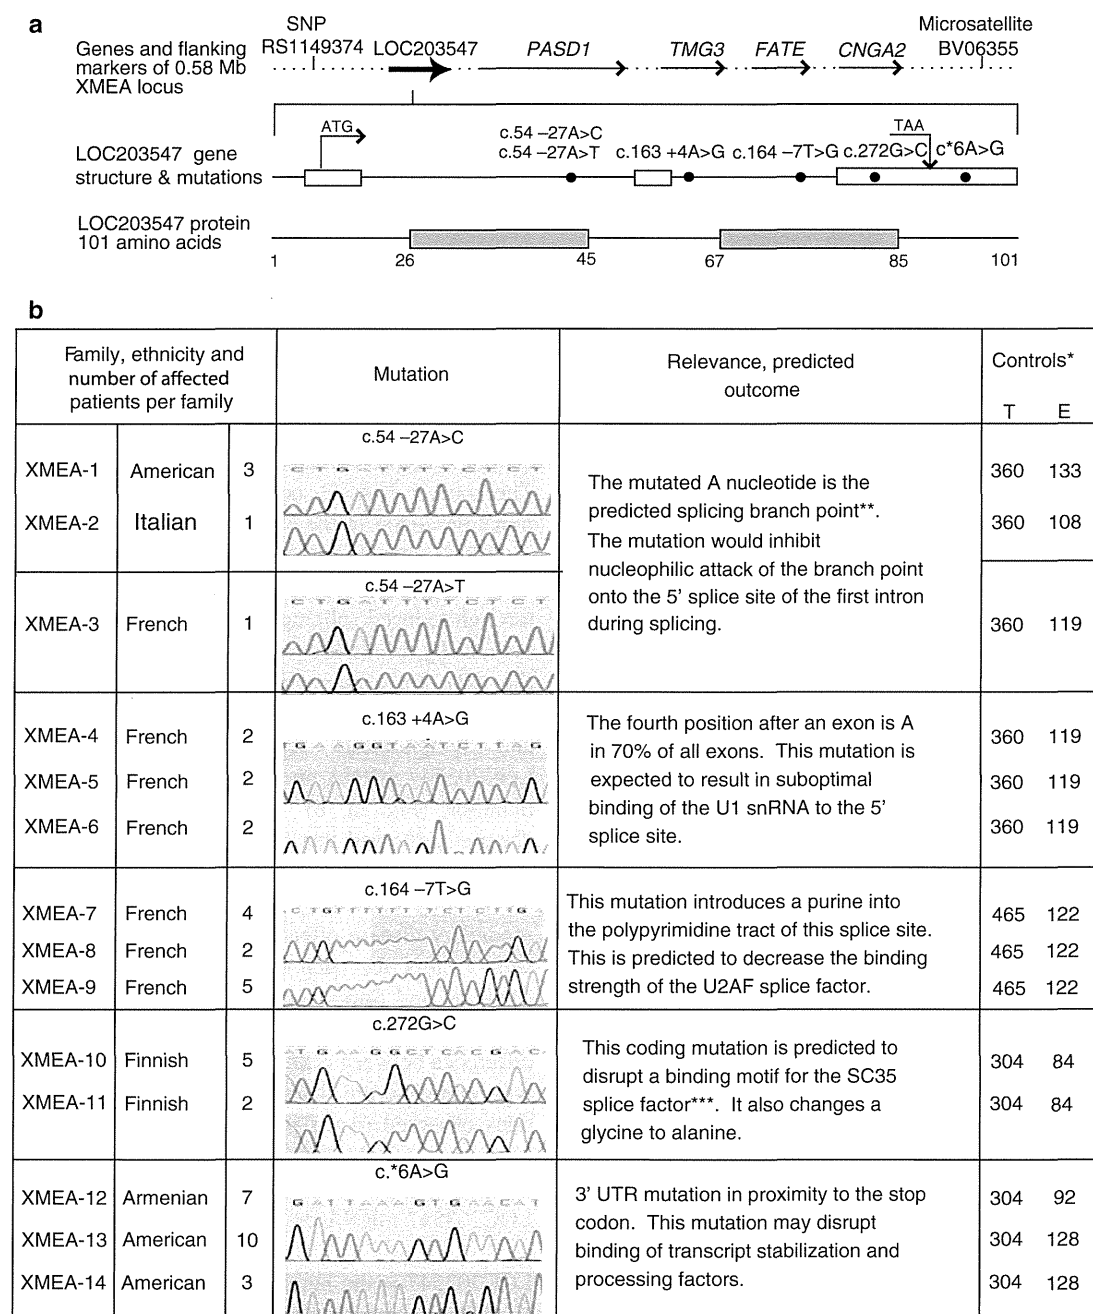 a
SNP
Microsatellite
Genes and flanking RS1149374 LOC203547 PASD1 TMG3 FATE CNGA2 BV06355
markers of 0.58 Mb
XMEA locus
ATG
c.54 –27A>C
TAA
LOC203547 gene
c.54 –27A>T c.163 +4A>G c.164 –7T>G c.272G>C c*6A>G
structure & mutations
LOC203547 protein
101 amino acids
1 26 45 67 85 101
b
Family, ethnicity and
number of affected
patients per family
Mutation
Relevance, predicted
outcome
Controls*
T E
c.54 –27A>C
C T G A T T T T C T C T
XMEA-1 American 3
360 133
XMEA-2 Italian 1
360 108
The mutated A nucleotide is the
predicted splicing branch point**.
The mutation would inhibit
nucleophilic attack of the branch point
onto the 5' splice site of the first intron
during splicing.
c.54 –27A>T
C T G A T T T T C T C T
XMEA-3 French 1
360 119
c.163 +4A>G
T G A A G G T A A T C T T A G
XMEA-4 French 2
360 119
XMEA-5 French 2
360 119
XMEA-6 French 2
360 119
The fourth position after an exon is A
in 70% of all exons. This mutation is
expected to result in suboptimal
binding of the U1 snRNA to the 5'
splice site.
c.164 –7T>G
C T G T T T T T T T C T C T T G
XMEA-7 French 4
465 122
XMEA-8 French 2
465 122
XMEA-9 French 5
465 122
This mutation introduces a purine into
the polypyrimidine tract of this splice site.
This is predicted to decrease the binding
strength of the U2AF splice factor.
c.272G>C
A T G A A G G C T C A C G A C
XMEA-10 Finnish 5
304 84
XMEA-11 Finnish 2
304 84
This coding mutation is predicted to
disrupt a binding motif for the SC35
splice factor***. It also changes a
glycine to alanine.
c.*6A>G
G A T T A A A G T G A A C A T
XMEA-12 Armenian 7
304 92
XMEA-13 American 10
304 128
XMEA-14 American 3
304 128
3' UTR mutation in proximity to the stop
codon. This mutation may disrupt
binding of transcript stabilization and
processing factors.